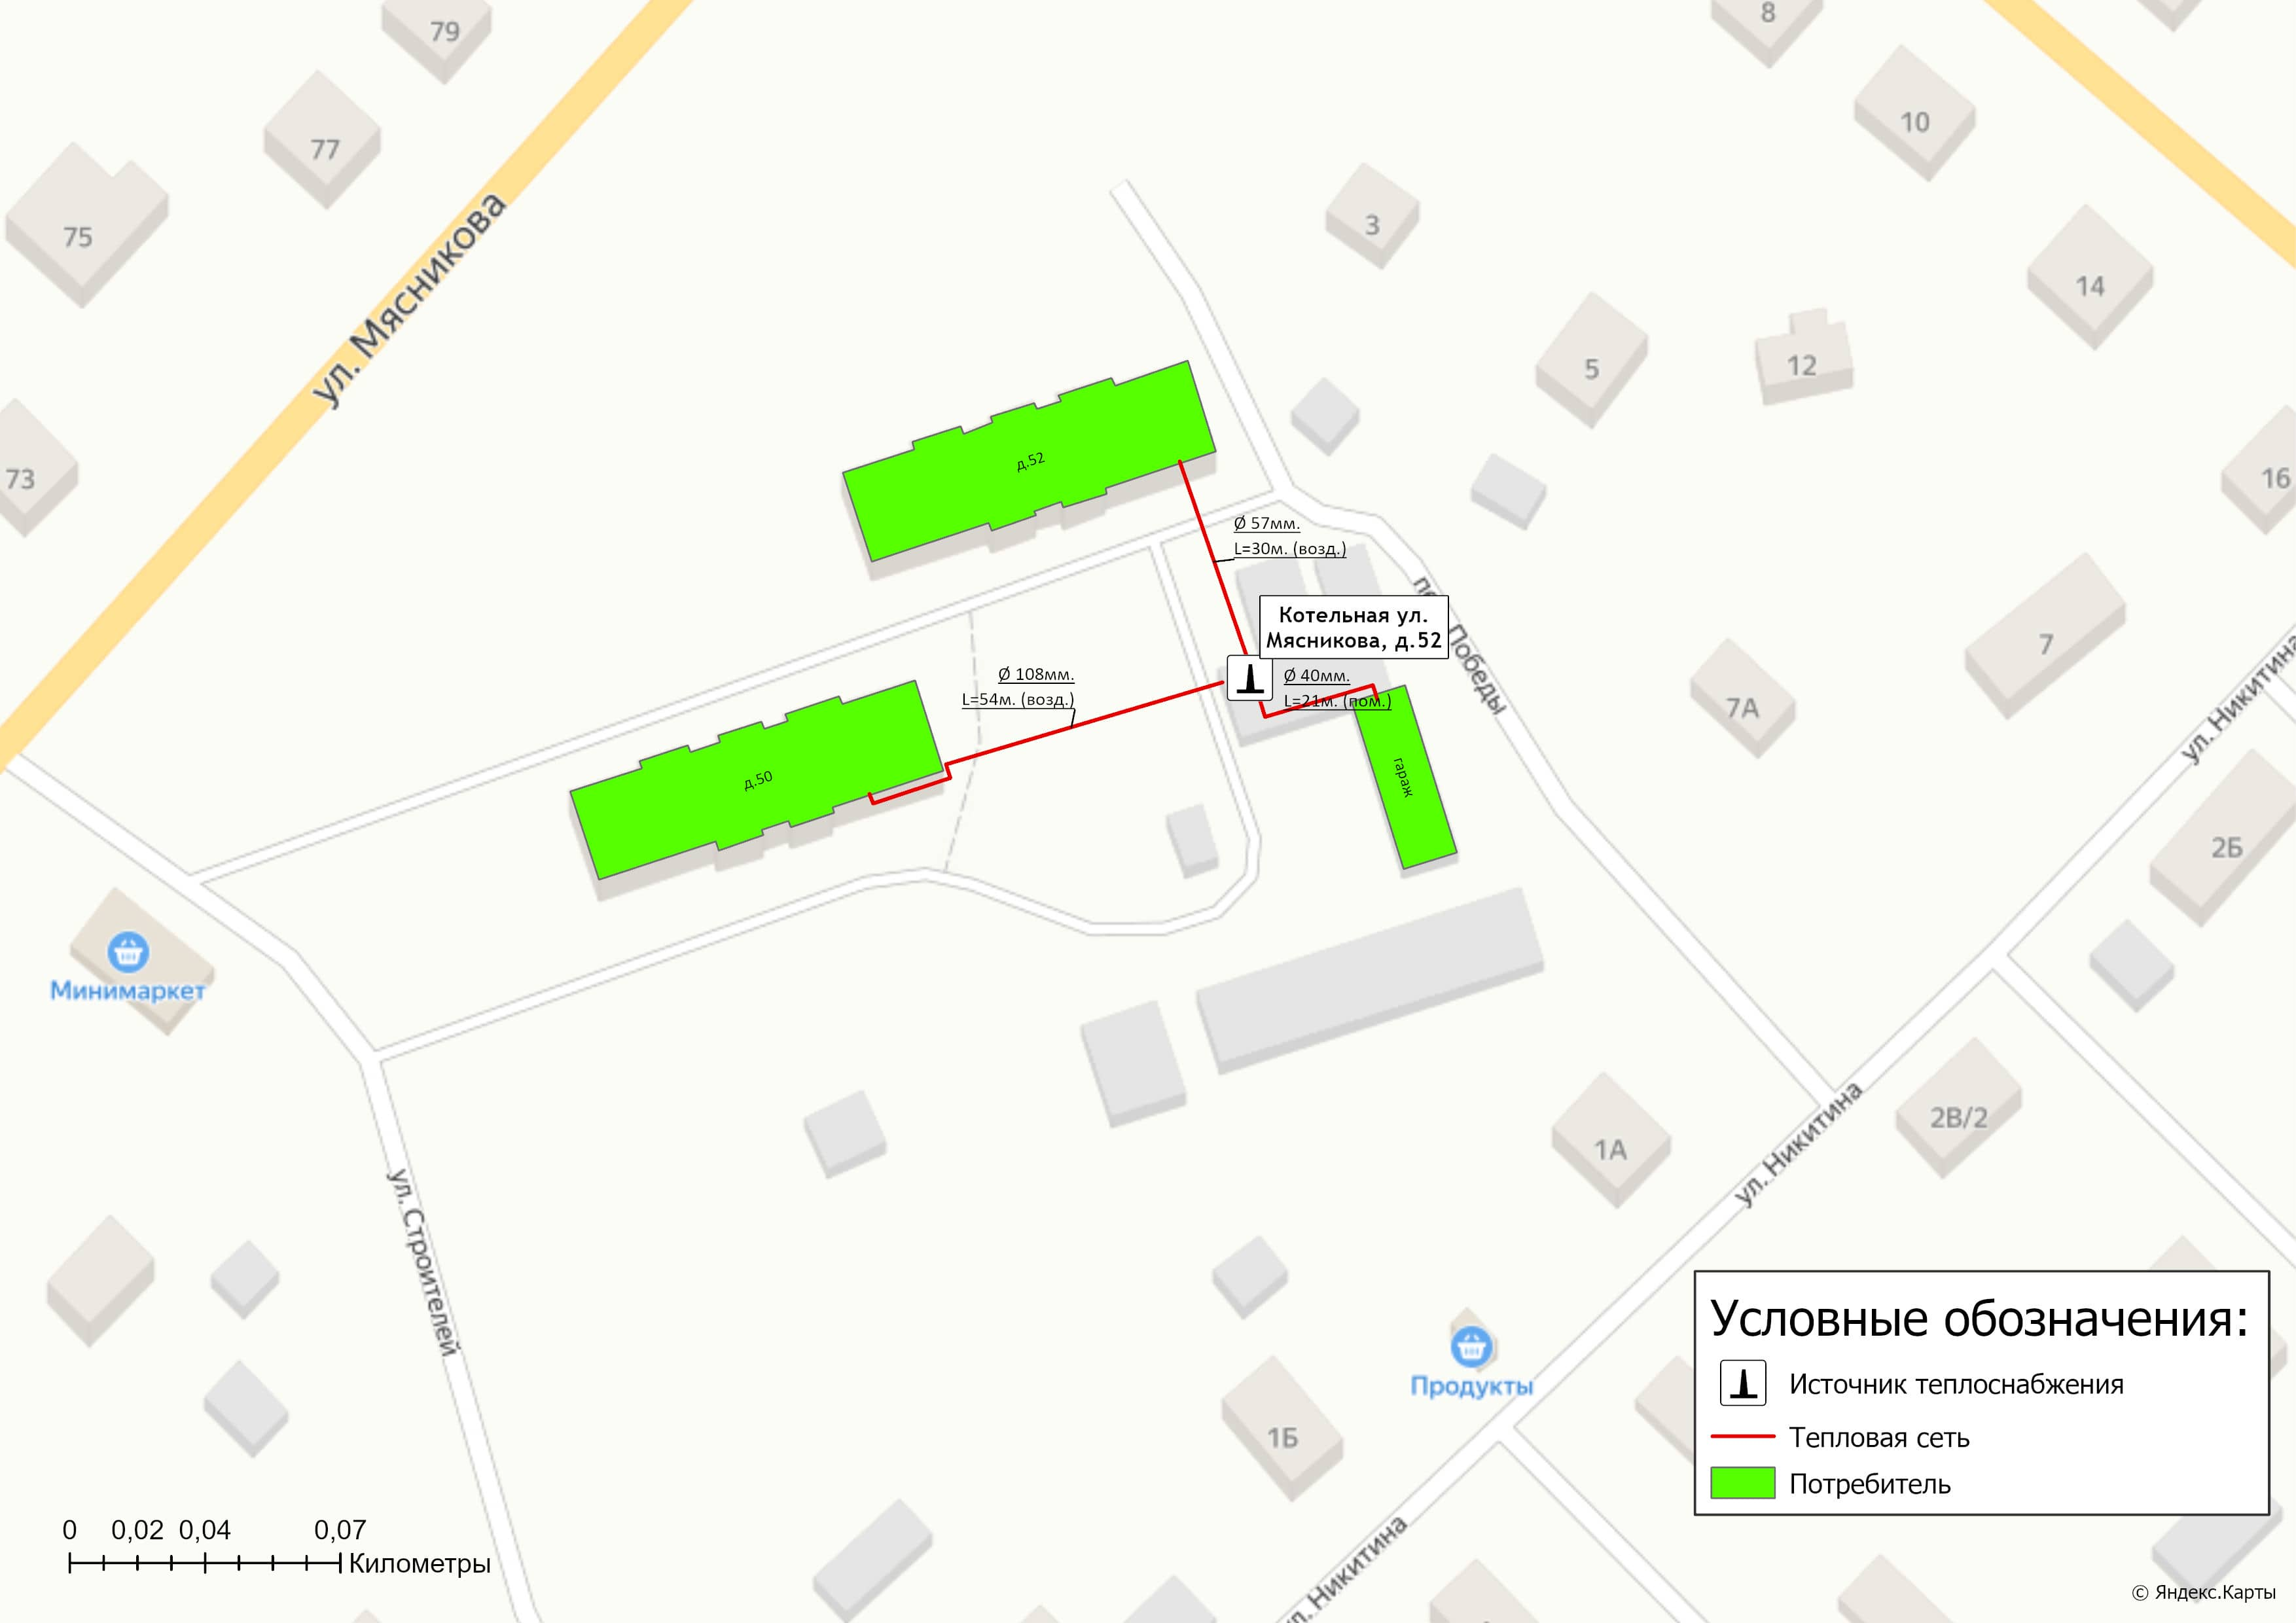 79
8
77
10
75
ул. Мясникова
3
14
5
12
73
16
д.52
Ø 57мм.
L=30м. (возд.)
Котельная ул.
Мясникова, д.52
Победы
7
ул. Никитина
Ø 108мм.
L=54м. (возд.)
Ø 40мм.
L=21м. (пом.)
7А
д.50
гараж
2Б
Минимаркет
ул. Никитина
2В/2
1А
ул. Строителей
Продукты
1Б
Условные обозначения:
Источник теплоснабжения
Тепловая сеть
Потребитель
0 0,02 0,04 0,07
Километры
ул. Никитина
© Яндекс.Карты